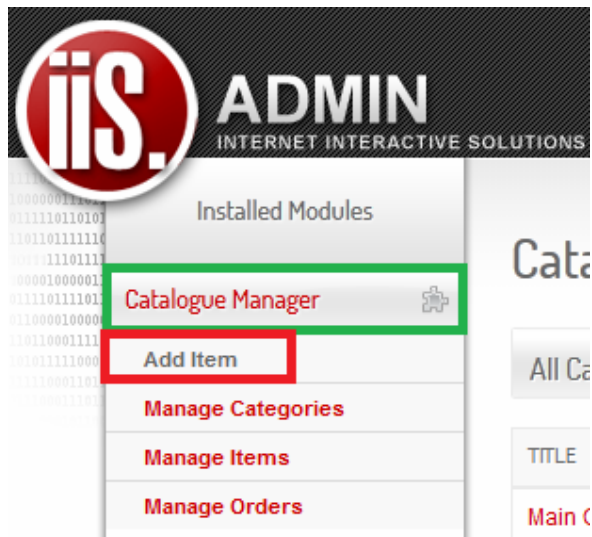 iiS.
ADMIN
INTERNET INTERACTIVE SOLUTIONS
Installed Modules
Cata
Catalogue Manager
Add Item
All Ca
Manage Categories
Manage Items
TITLE
Manage Orders
Main